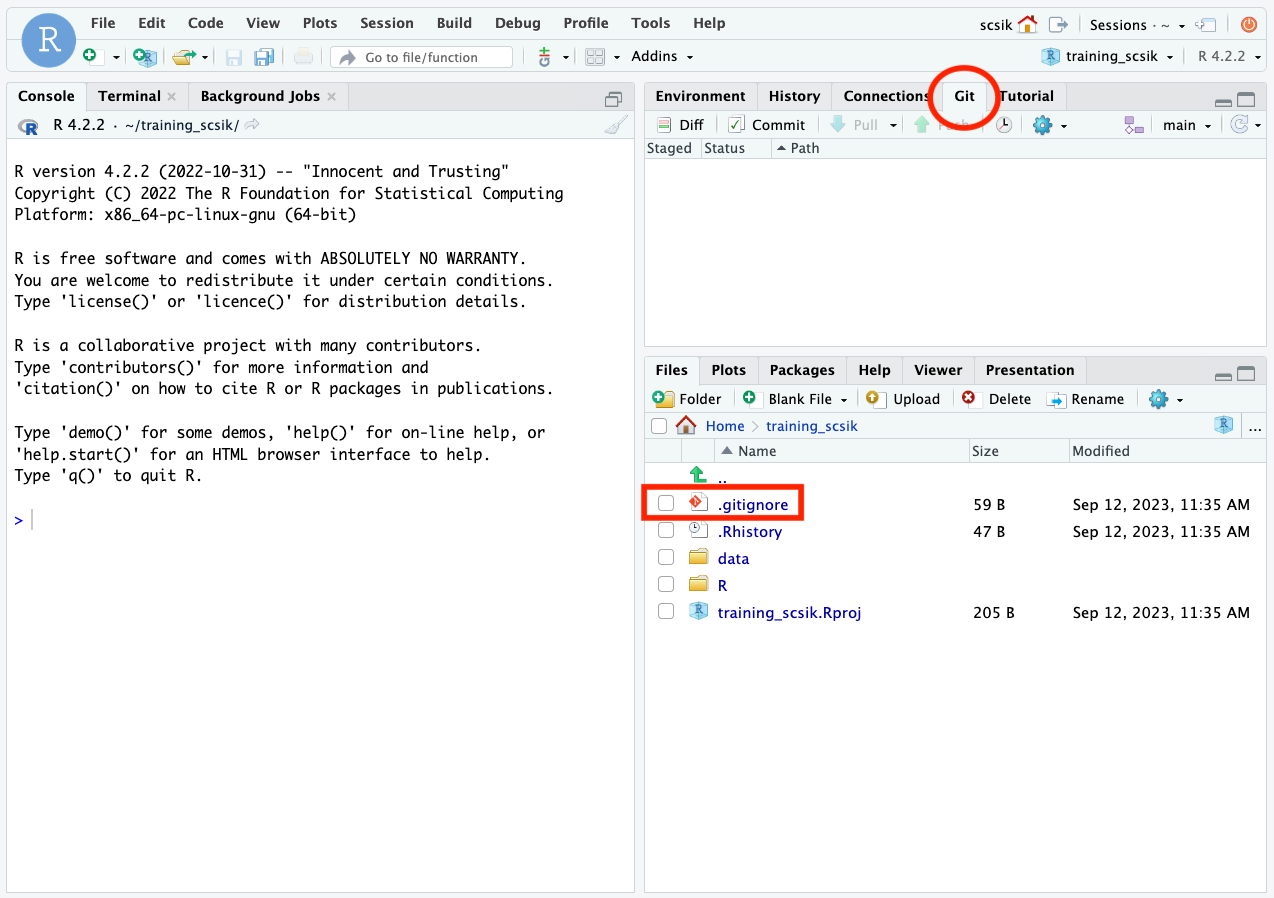 R
File Edit Code View Plots Session Build Debug Profile Tools Help
scsik
Sessions
~
R
Go to file/function
Addins
R training_scsik
R 4.2.2
Console Terminal Background Jobs
R R 4.2.2 · ~/training_scsik/
R version 4.2.2 (2022-10-31) -- "Innocent and Trusting"
Copyright (C) 2022 The R Foundation for Statistical Computing
Platform: x86_64-pc-linux-gnu (64-bit)
R is free software and comes with ABSOLUTELY NO WARRANTY.
You are welcome to redistribute it under certain conditions.
Type 'license()' or 'licence()' for distribution details.
R is a collaborative project with many contributors.
Type 'contributors()' for more information and
'citation()' on how to cite R or R packages in publications.
Type 'demo()' for some demos, 'help()' for on-line help, or
'help.start()' for an HTML browser interface to help.
Type 'q()' to quit R.
>
Environment History Connections Git Tutorial
Diff Commit Pull Push main
Staged Status Path
Files Plots Packages Help Viewer Presentation
Folder Blank File Upload Delete Rename
Home training_scsik R ...
Name Size Modified
..
.gitignore 59 B Sep 12, 2023, 11:35 AM
.Rhistory 47 B Sep 12, 2023, 11:35 AM
data
R
training_scsik.Rproj 205 B Sep 12, 2023, 11:35 AM